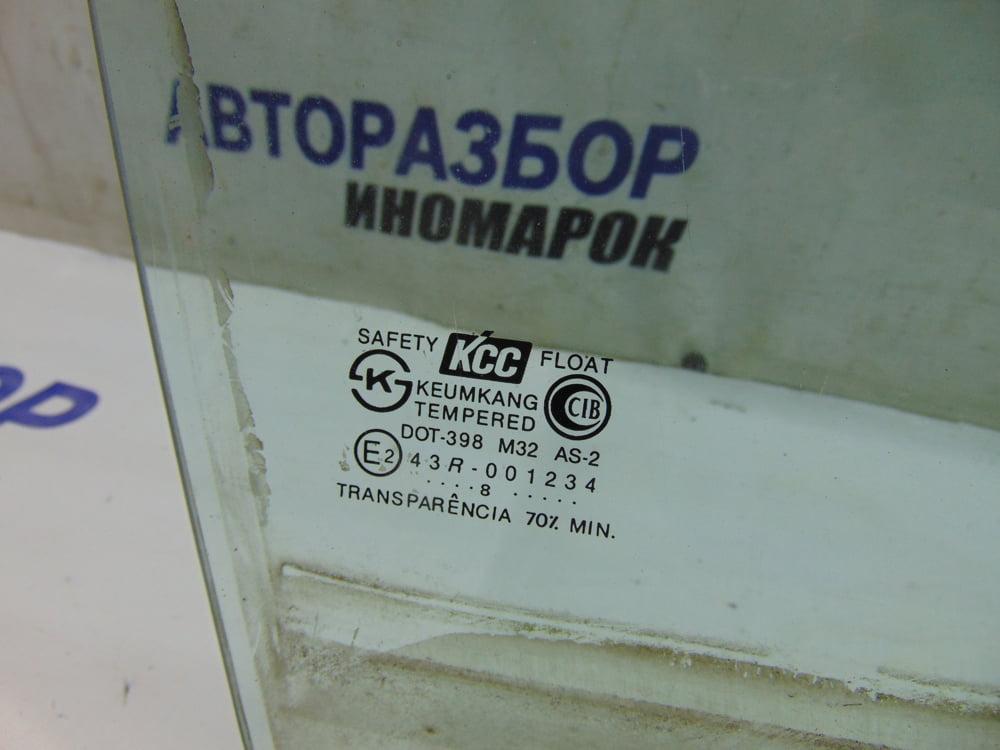 АВТОРАЗБОР
ИНОМАРОК
ОР
SAFETY KCC FLOAT
K KEUMKANG CIB
TEMPERED
DOT-398 M32 AS-2
E2 43R-001234
....8 .....
TRANSPARÊNCIA 70% MIN.